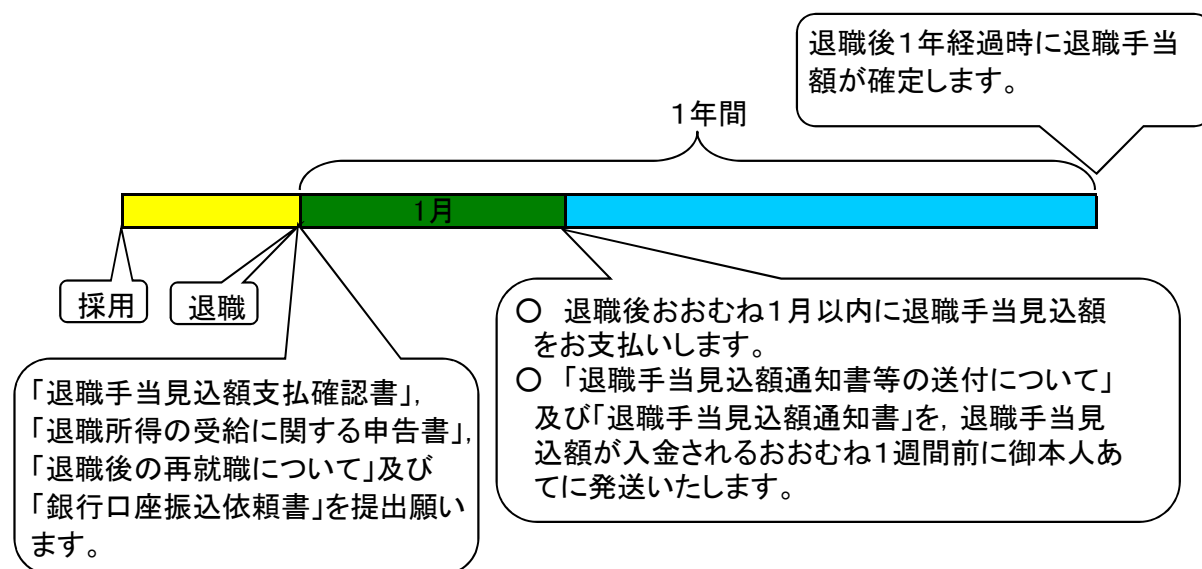 退職後１年経過時に退職手当
額が確定します。
１年間
１月
採用
退職
「退職手当見込額支払確認書」，
「退職所得の受給に関する申告書」，
「退職後の再就職について」及び
「銀行口座振込依頼書」を提出願い
ます。
○　退職後おおむね１月以内に退職手当見込額
をお支払いします。
○　「退職手当見込額通知書等の送付について」
及び「退職手当見込額通知書」を，退職手当見
込額が入金されるおおむね１週間前に御本人あ
てに発送いたします。